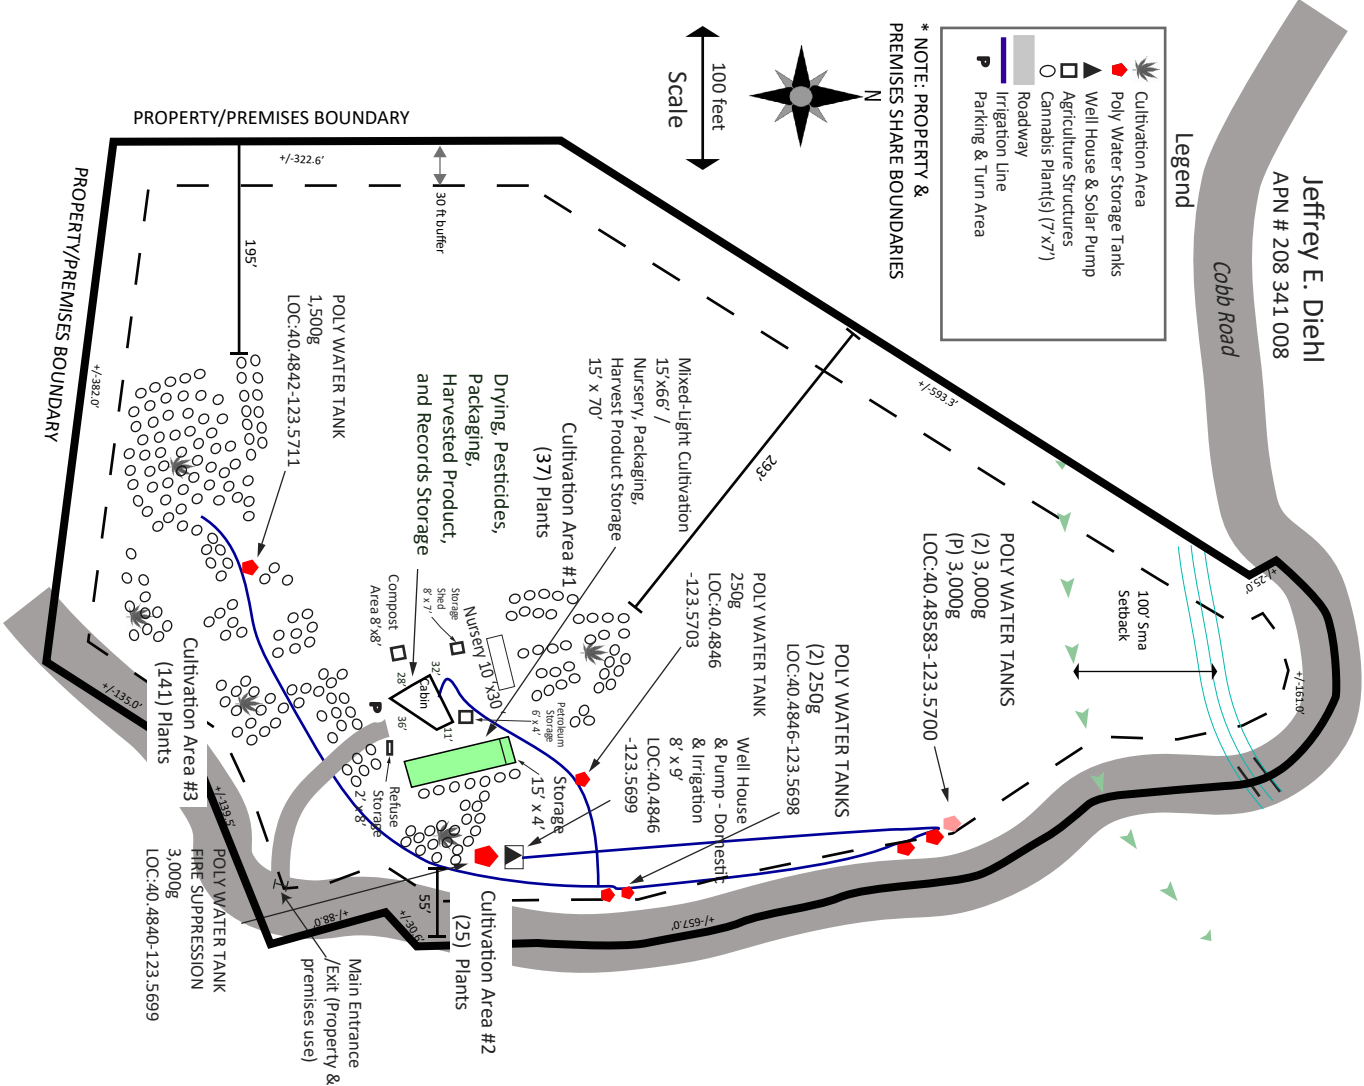 Jeffrey E. Diehl
APN # 208 341 008
Cobb Road
Legend
Cultivation Area
Poly Water Storage Tanks
Well House & Solar Pump
Agriculture Structures
Cannabis Plant(s) (7'x7')
Roadway
Irrigation Line
P Parking & Turn Area
* NOTE: PROPERTY &
PREMISES SHARE BOUNDARIES
N
100 feet
Scale
PROPERTY/PREMISES BOUNDARY
+/-322.6'
30 ft buffer
195'
PROPERTY/PREMISES BOUNDARY
+/-382.0'
+/-593.3'
293'
+/-25.0'
+/-161.0'
100' Sma
Setback
POLY WATER TANKS
(2) 3,000g
(P) 3,000g
LOC:40.48583-123.5700
POLY WATER TANKS
(2) 250g
LOC:40.4846-123.5698
POLY WATER TANK
250g
LOC:40.4846
-123.5703
Well House
& Pump - Domestic
& Irrigation
8' x 9'
LOC:40.4846
-123.5699
Mixed-Light Cultivation
15'x66' /
Nursery, Packaging,
Harvest Product Storage
15' x 70'
Cultivation Area #1
(37) Plants
Drying, Pesticides,
Packaging,
Harvested Product,
and Records Storage
POLY WATER TANK
1,500g
LOC:40.4842-123.5711
Nursery 10'x30'
Storage
Shed
8' x 7'
Compost
Area 8'x8'
Cabin
32'
28'
36'
11'
P
Petroleum
Storage
6' x 4'
Storage
15' x 4'
Refuse
Storage
2' x 8'
Cultivation Area #2
(25) Plants
55'
Cultivation Area #3
(141) Plants
+/-135.0'
+/-139.5'
+/-88.0'
+/-30.6'
+/-657.0'
POLY WATER TANK
FIRE SUPPRESSION
3,000g
LOC:40.4840-123.5699
Main Entrance
/Exit (Property &
premises use)